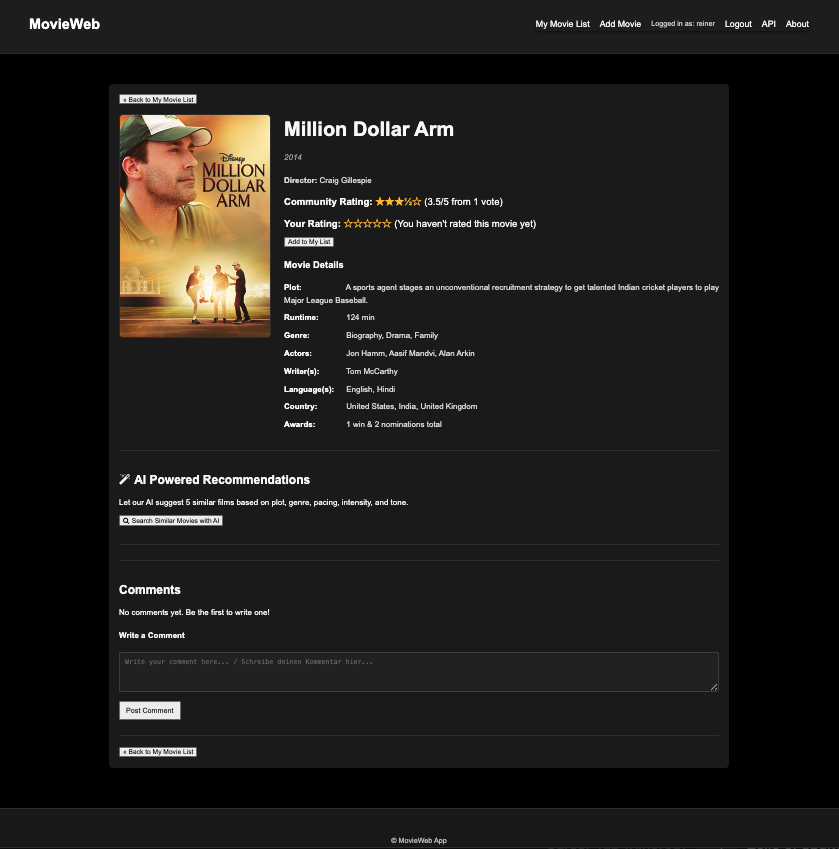 MovieWeb
My Movie List Add Movie Logged in as: reiner Logout API About
« Back to My Movie List
Disney
MILLION
DOLLAR
ARM
Million Dollar Arm
2014
Director: Craig Gillespie
Community Rating: ★★★½☆ (3.5/5 from 1 vote)
Your Rating: ☆☆☆☆☆ (You haven't rated this movie yet)
Add to My List
Movie Details
Plot: A sports agent stages an unconventional recruitment strategy to get talented Indian cricket players to play
Major League Baseball.
Runtime: 124 min
Genre: Biography, Drama, Family
Actors: Jon Hamm, Aasif Mandvi, Alan Arkin
Writer(s): Tom McCarthy
Language(s): English, Hindi
Country: United States, India, United Kingdom
Awards: 1 win & 2 nominations total
AI Powered Recommendations
Let our AI suggest 5 similar films based on plot, genre, pacing, intensity, and tone.
Search Similar Movies with AI
Comments
No comments yet. Be the first to write one!
Write a Comment
Write your comment here... / Schreibe deinen Kommentar hier...
Post Comment
« Back to My Movie List
© MovieWeb App